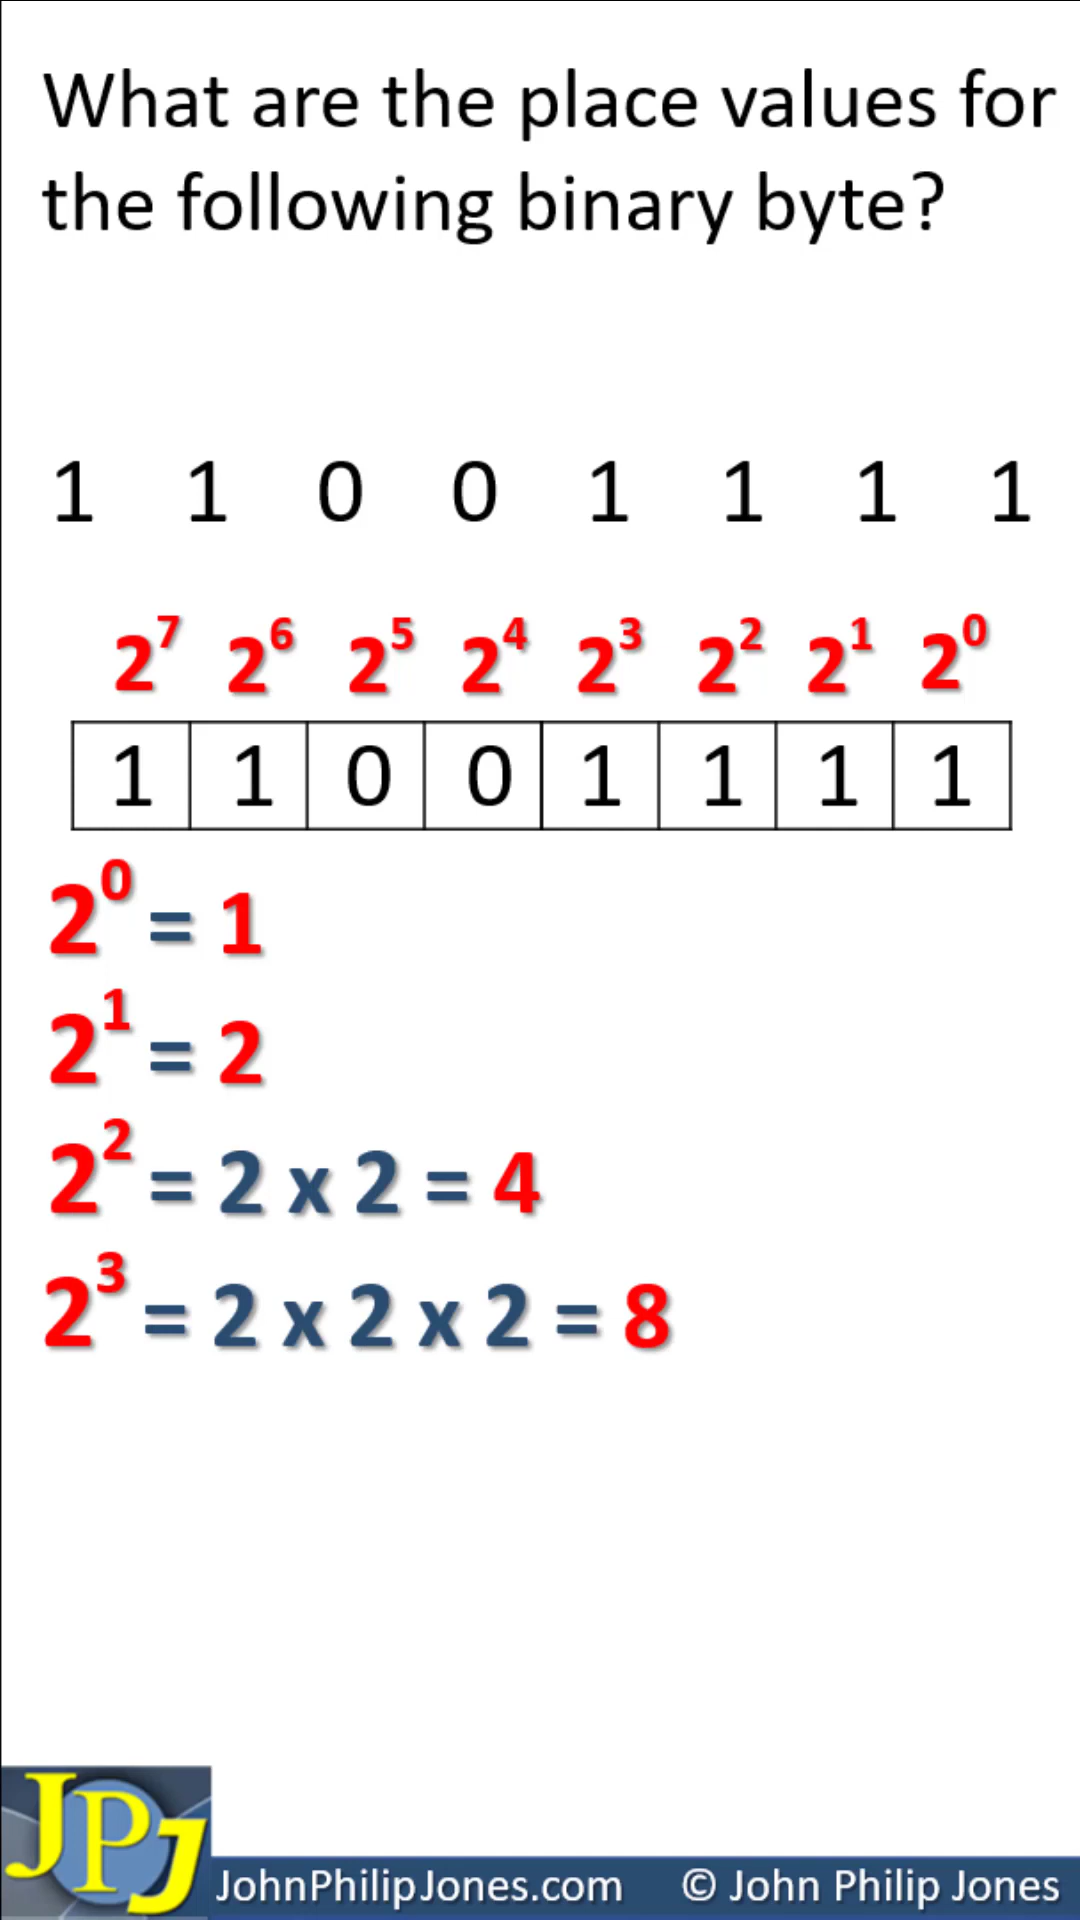 What are the place values for
the following binary byte?
1 1 0 0 1 1 1 1
2⁷ 2⁶ 2⁵ 2⁴ 2³ 2² 2¹ 2⁰
1 1 0 0 1 1 1 1
2⁰ = 1
2¹ = 2
2² = 2 x 2 = 4
2³ = 2 x 2 x 2 = 8
JPJ
JohnPhilipJones.com © John Philip Jones